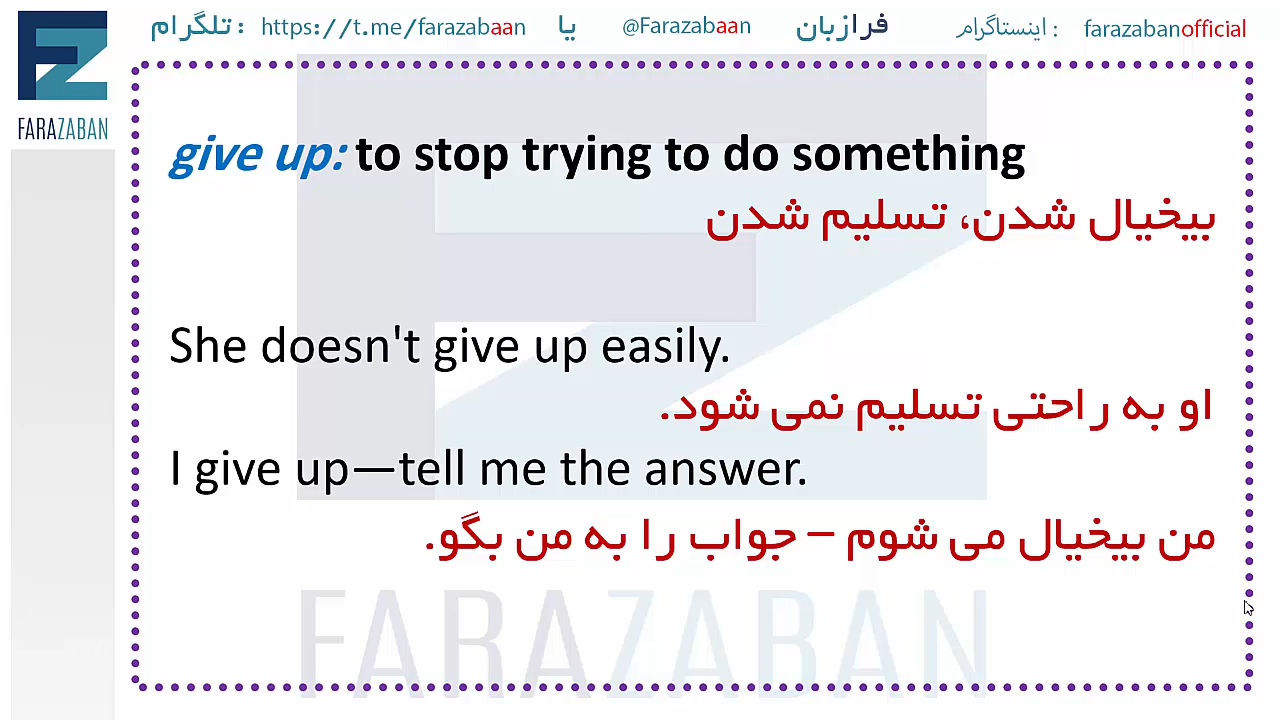 تلگرام : https://t.me/farazabaan یا @Farazabaan فرازبان اینستاگرام : farazabanofficial
FZ
FARAZABAN
give up: to stop trying to do something
بیخیال شدن، تسلیم شدن
She doesn't give up easily.
او به راحتی تسلیم نمی شود.
I give up—tell me the answer.
من بیخیال می شوم – جواب را به من بگو.
FARAZABAN